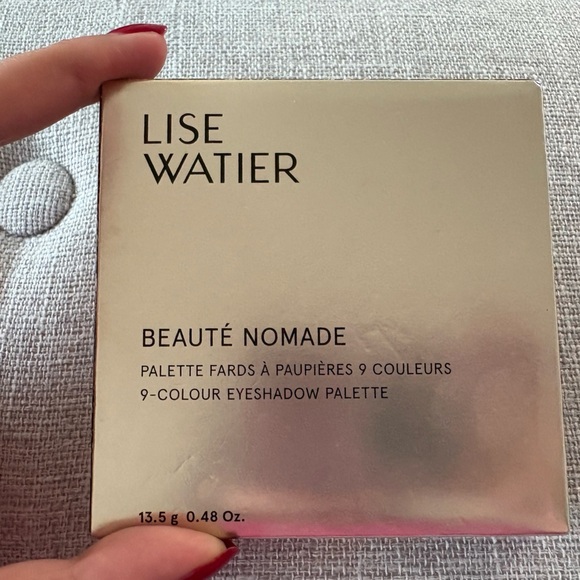 LISE
WATIER
BEAUTÉ NOMADE
PALETTE FARDS À PAUPIÈRES 9 COULEURS
9-COLOUR EYESHADOW PALETTE
13.5 g 0.48 Oz.